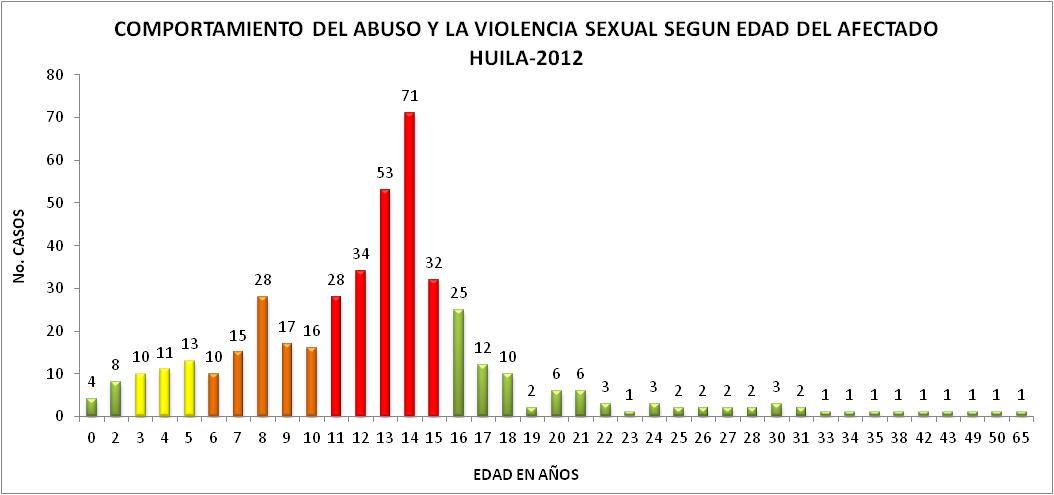 COMPORTAMIENTO DEL ABUSO Y LA VIOLENCIA SEXUAL SEGUN EDAD DEL AFECTADO
HUILA-2012
No. CASOS
80
70
60
50
40
30
20
10
0
4 8 10 11 13 10 15 28 17 16 28 34 53 71 32 25 12 10 2 6 6 3 1 3 2 2 2 2 3 2 1 1 1 1 1 1 1 1 1
0 2 3 4 5 6 7 8 9 10 11 12 13 14 15 16 17 18 19 20 21 22 23 24 25 26 27 28 30 31 33 34 35 38 42 43 49 50 65
EDAD EN AÑOS